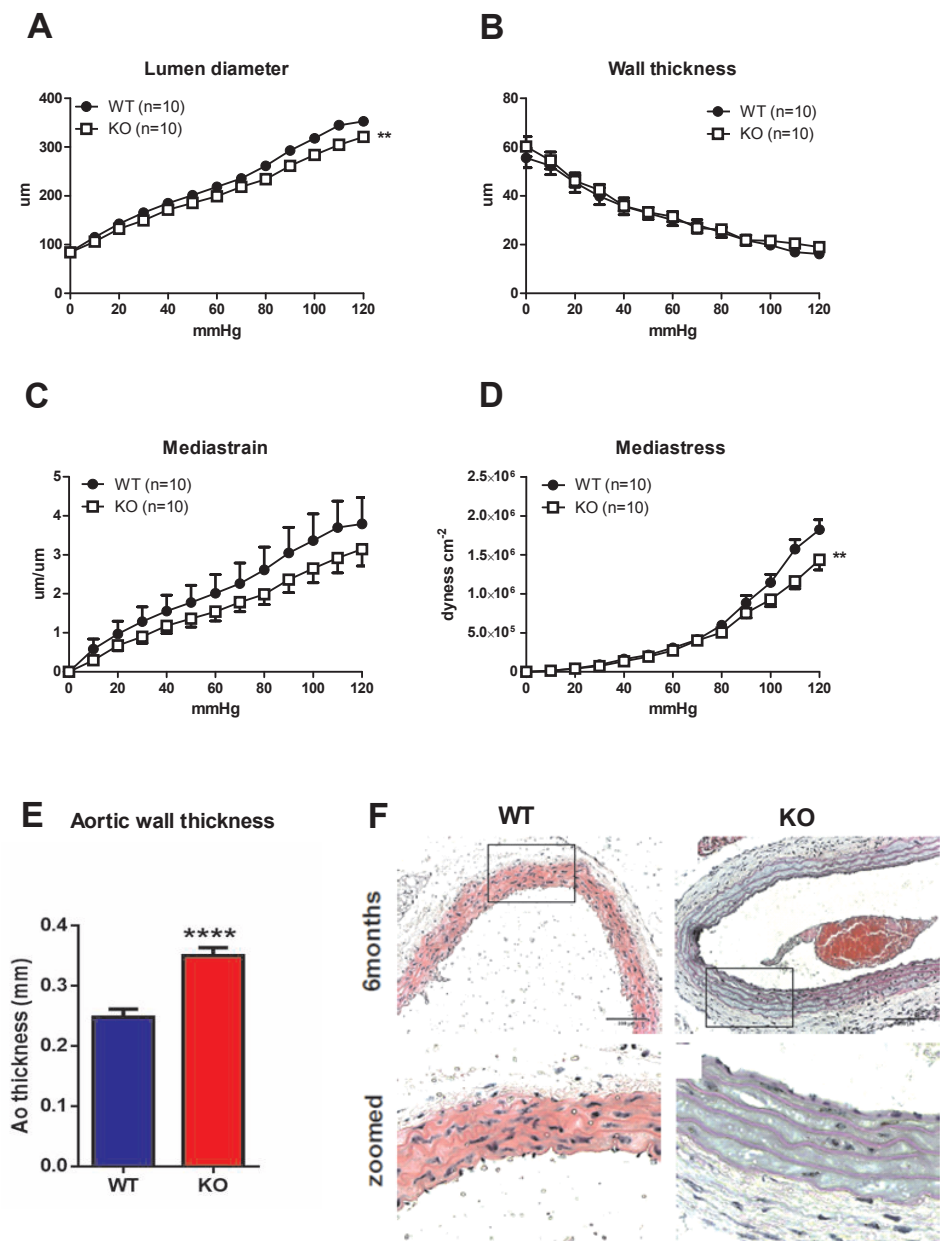 A
Lumen diameter
WT (n=10)
KO (n=10)
400
300
200
100
0
um
**
0 20 40 60 80 100 120
mmHg
B
Wall thickness
WT (n=10)
KO (n=10)
80
60
40
20
0
um
0 20 40 60 80 100 120
mmHg
C
Mediastrain
WT (n=10)
KO (n=10)
5
4
3
2
1
0
um/um
0 20 40 60 80 100 120
mmHg
D
Mediastress
WT (n=10)
KO (n=10)
2.5×10⁶
2.0×10⁶
1.5×10⁶
1.0×10⁶
5.0×10⁵
0
dyness cm⁻²
**
0 20 40 60 80 100 120
mmHg
E
Aortic wall thickness
Ao thickness (mm)
0.4
0.3
0.2
0.1
0.0
****
WT KO
F
WT KO
6months
zoomed